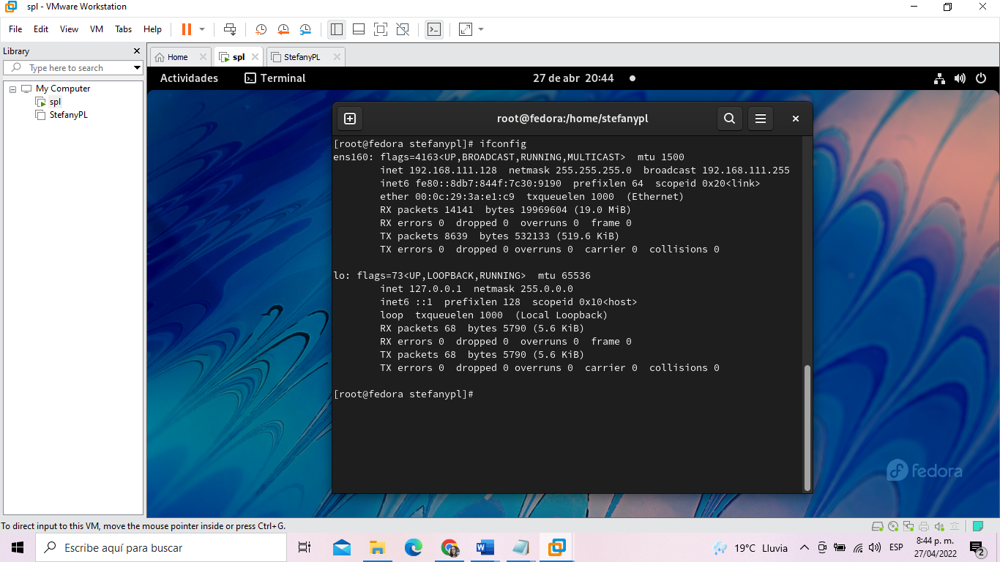 spl - VMware Workstation
File Edit View VM Tabs Help
Library
Type here to search
My Computer
spl
StefanyPL
Home spl StefanyPL
Actividades Terminal 27 de abr 20:44
root@fedora:/home/stefanypl
[root@fedora stefanypl]# ifconfig
ens160: flags=4163<UP,BROADCAST,RUNNING,MULTICAST>  mtu 1500
        inet 192.168.111.128  netmask 255.255.255.0  broadcast 192.168.111.255
        inet6 fe80::8db7:844f:7c30:9190  prefixlen 64  scopeid 0x20<link>
        ether 00:0c:29:3a:e1:c9  txqueuelen 1000  (Ethernet)
        RX packets 14141  bytes 19969604 (19.0 MiB)
        RX errors 0  dropped 0  overruns 0  frame 0
        TX packets 8639  bytes 532133 (519.6 KiB)
        TX errors 0  dropped 0 overruns 0  carrier 0  collisions 0
lo: flags=73<UP,LOOPBACK,RUNNING>  mtu 65536
        inet 127.0.0.1  netmask 255.0.0.0
        inet6 ::1  prefixlen 128  scopeid 0x10<host>
        loop  txqueuelen 1000  (Local Loopback)
        RX packets 68  bytes 5790 (5.6 KiB)
        RX errors 0  dropped 0  overruns 0  frame 0
        TX packets 68  bytes 5790 (5.6 KiB)
        TX errors 0  dropped 0 overruns 0  carrier 0  collisions 0
[root@fedora stefanypl]#
fedora
To direct input to this VM, move the mouse pointer inside or press Ctrl+G.
Escribe aquí para buscar
19°C Lluvia
ESP
8:44 p. m.
27/04/2022
2